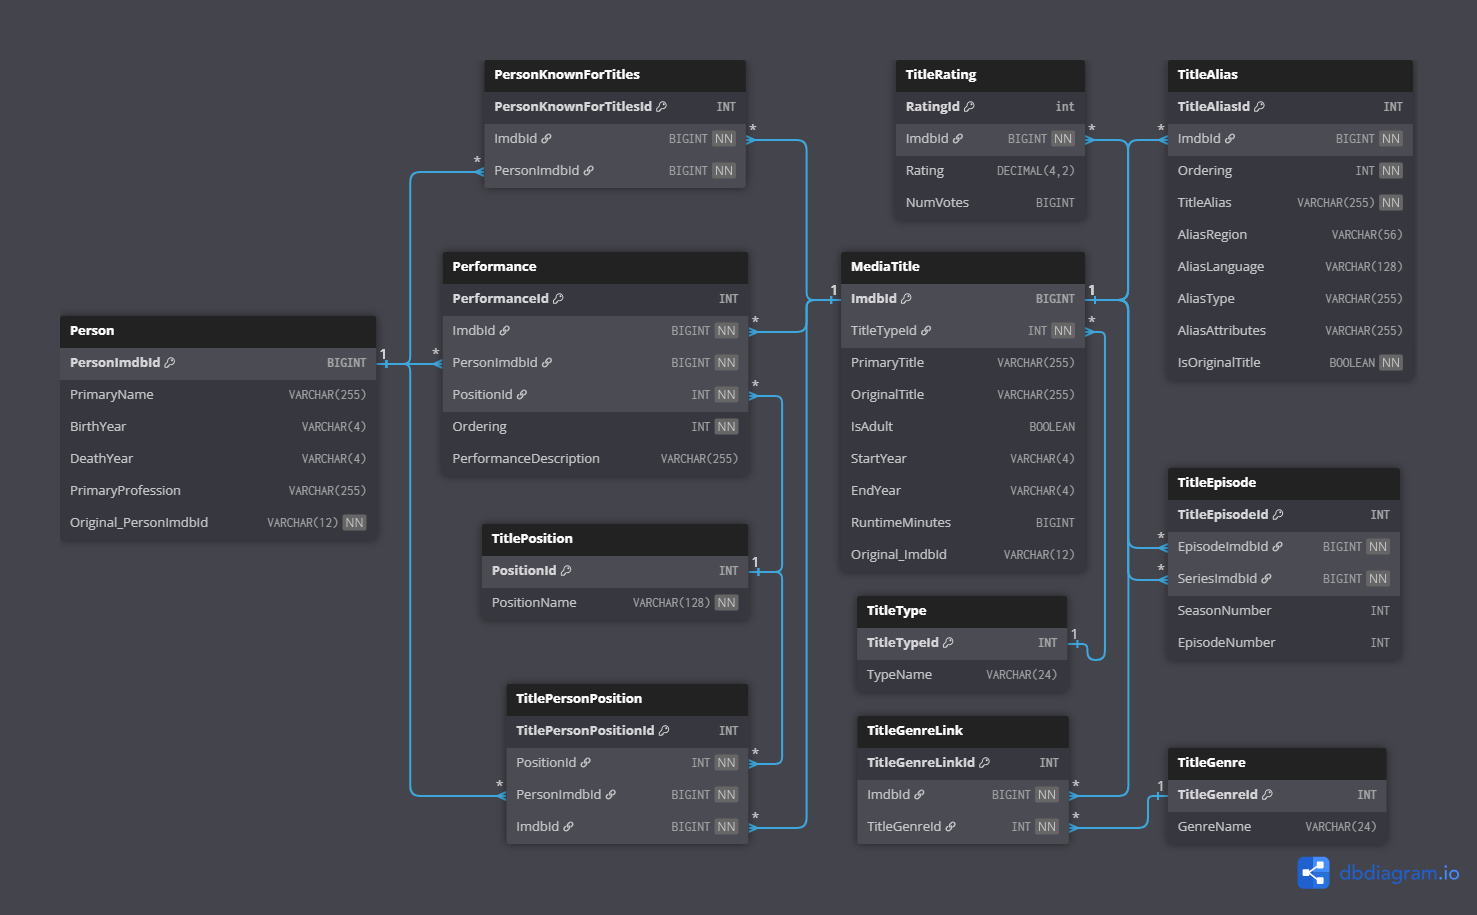 PersonKnownForTitles
PersonKnownForTitlesId INT
ImdbId BIGINT NN
PersonImdbId BIGINT NN
*
*
TitleRating
RatingId int
ImdbId BIGINT NN
Rating DECIMAL(4,2)
NumVotes BIGINT
*
TitleAlias
TitleAliasId INT
ImdbId BIGINT NN
Ordering INT NN
TitleAlias VARCHAR(255) NN
AliasRegion VARCHAR(56)
AliasLanguage VARCHAR(128)
AliasType VARCHAR(255)
AliasAttributes VARCHAR(255)
IsOriginalTitle BOOLEAN NN
*
Person
PersonImdbId BIGINT
PrimaryName VARCHAR(255)
BirthYear VARCHAR(4)
DeathYear VARCHAR(4)
PrimaryProfession VARCHAR(255)
Original_PersonImdbId VARCHAR(12) NN
1
Performance
PerformanceId INT
ImdbId BIGINT NN
PersonImdbId BIGINT NN
PositionId INT NN
Ordering INT NN
PerformanceDescription VARCHAR(255)
*
*
*
MediaTitle
ImdbId BIGINT
TitleTypeId INT NN
PrimaryTitle VARCHAR(255)
OriginalTitle VARCHAR(255)
IsAdult BOOLEAN
StartYear VARCHAR(4)
EndYear VARCHAR(4)
RuntimeMinutes BIGINT
Original_ImdbId VARCHAR(12)
1
1
*
TitlePosition
PositionId INT
PositionName VARCHAR(128) NN
1
TitleEpisode
TitleEpisodeId INT
EpisodeImdbId BIGINT NN
SeriesImdbId BIGINT NN
SeasonNumber INT
EpisodeNumber INT
*
*
TitleType
TitleTypeId INT
TypeName VARCHAR(24)
1
TitlePersonPosition
TitlePersonPositionId INT
PositionId INT NN
PersonImdbId BIGINT NN
ImdbId BIGINT NN
*
*
*
TitleGenreLink
TitleGenreLinkId INT
ImdbId BIGINT NN
TitleGenreId INT NN
*
*
TitleGenre
TitleGenreId INT
GenreName VARCHAR(24)
1
dbdiagram.io